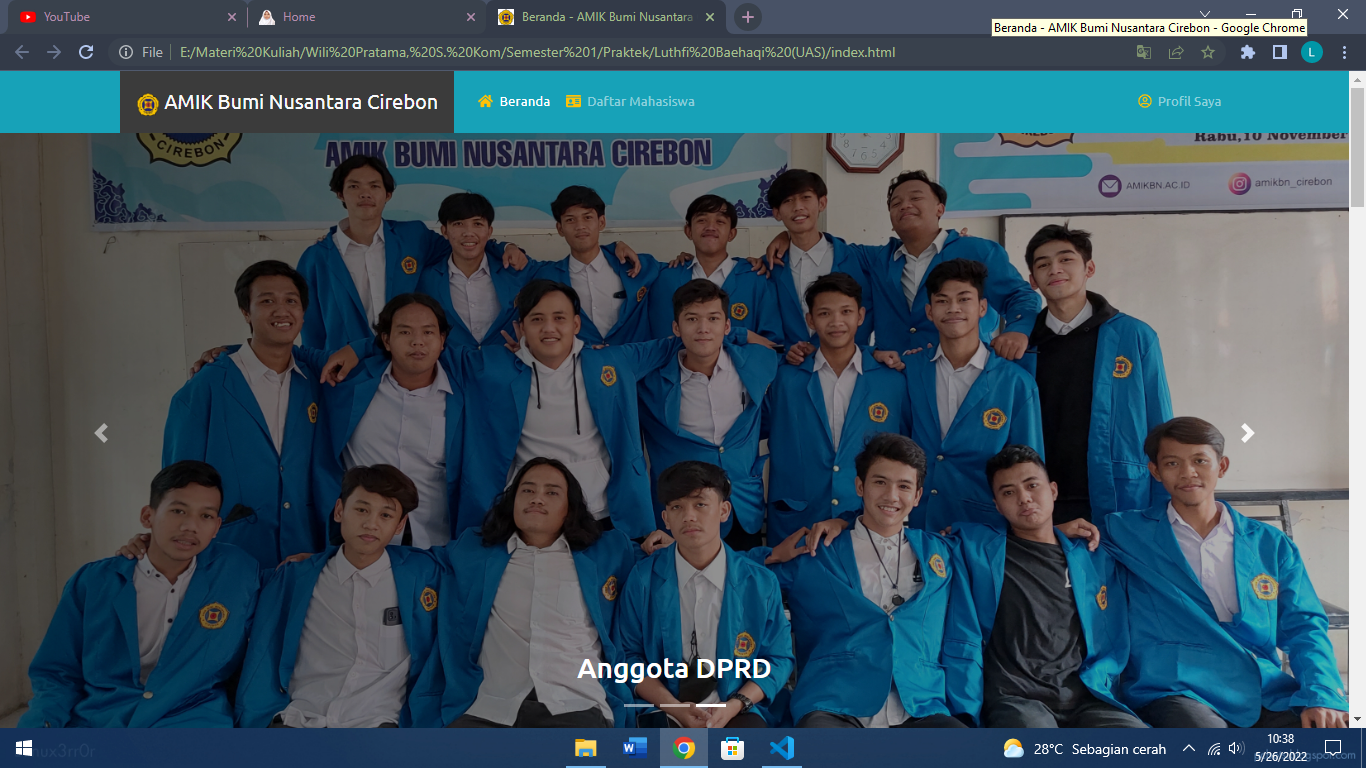 YouTube
Home
Beranda - AMIK Bumi Nusantara
Beranda - AMIK Bumi Nusantara Cirebon - Google Chrome
File
E:/Materi%20Kuliah/Wili%20Pratama,%20S.%20Kom/Semester%201/Praktek/Luthfi%20Baehaqi%20(UAS)/index.html
L
AMIK Bumi Nusantara Cirebon
Beranda
Daftar Mahasiswa
Profil Saya
CIREBON
AMIK BUMI NUSANTARA CIREBON
Rabu,10 November
AMIKBN.AC.ID
amikbn_cirebon
Anggota DPRD
28°C Sebagian cerah
10:38
5/26/2022